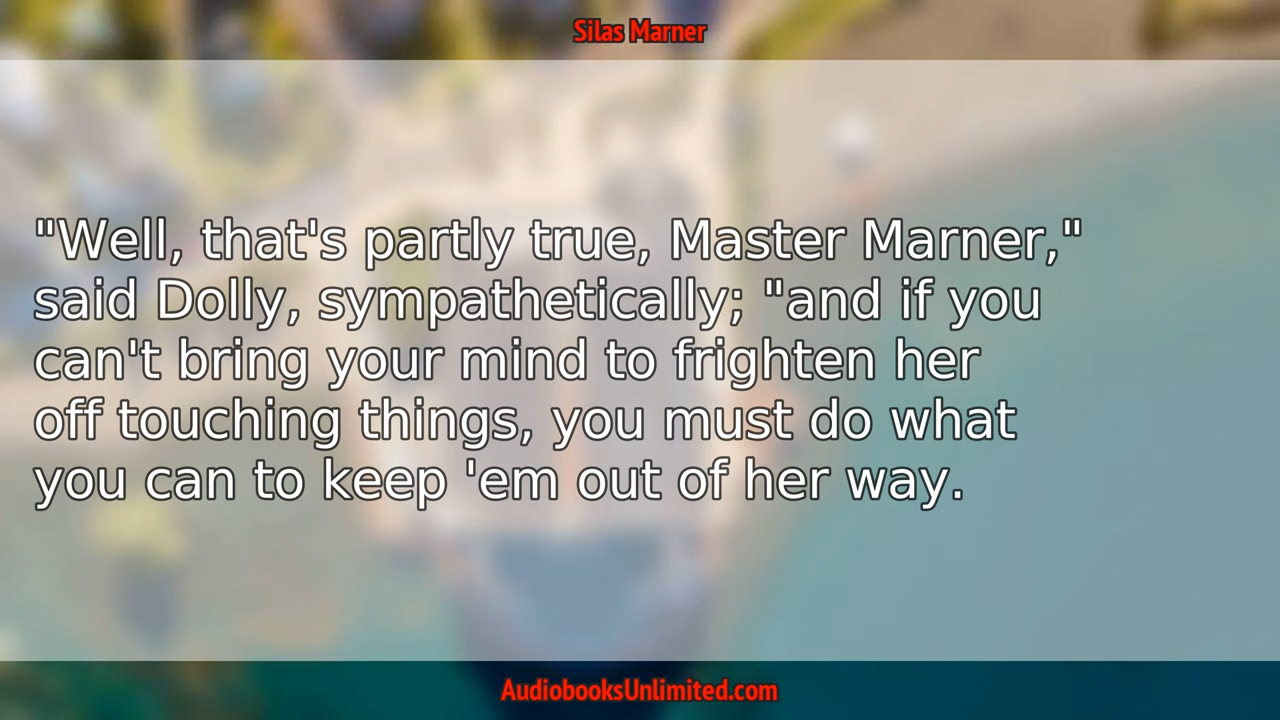 Silas Marner
"Well, that's partly true, Master Marner,"
said Dolly, sympathetically; "and if you
can't bring your mind to frighten her
off touching things, you must do what
you can to keep 'em out of her way.
AudiobooksUnlimited.com